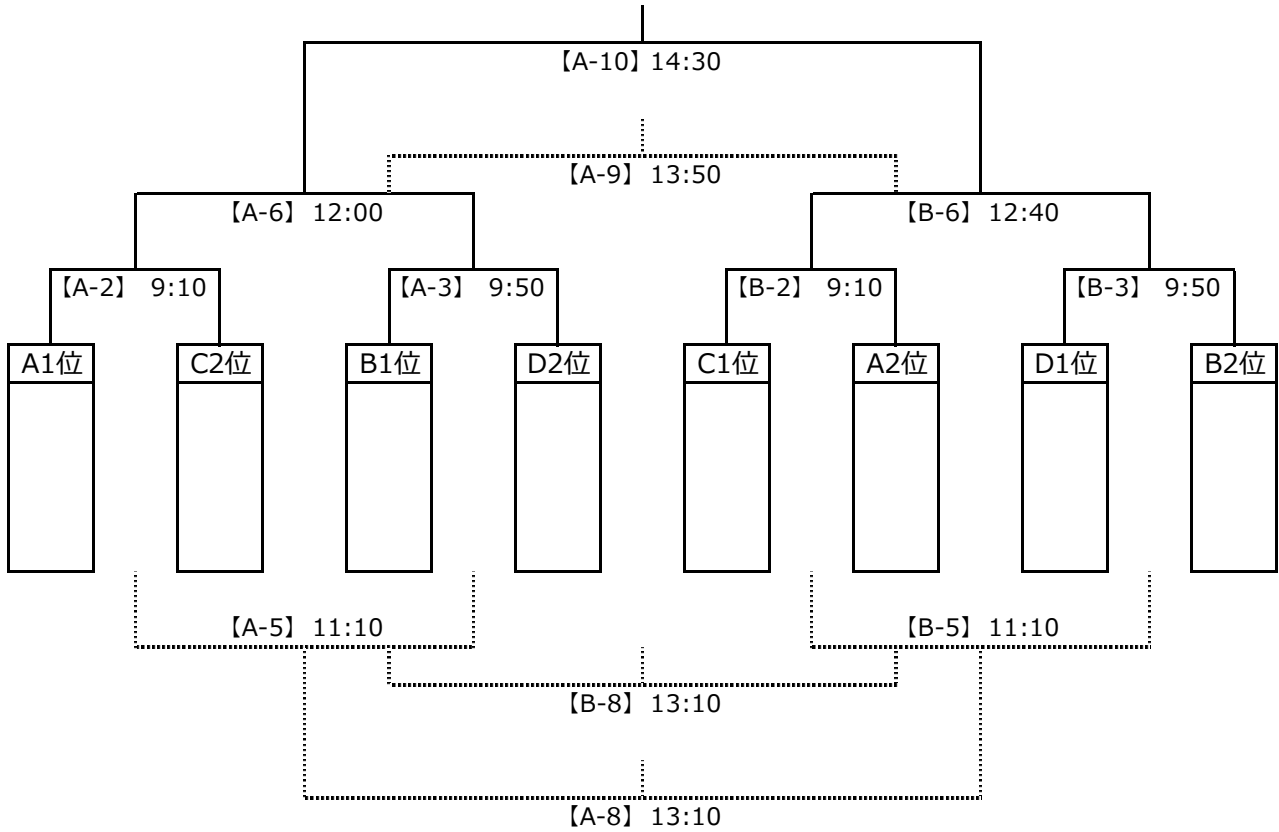 【A-10】 14:30
【A-9】 13:50
【A-6】 12:00
【B-6】 12:40
【A-2】 9:10
【A-3】 9:50
【B-2】 9:10
【B-3】 9:50
A1位
C2位
B1位
D2位
C1位
A2位
D1位
B2位
【A-5】 11:10
【B-5】 11:10
【B-8】 13:10
【A-8】 13:10